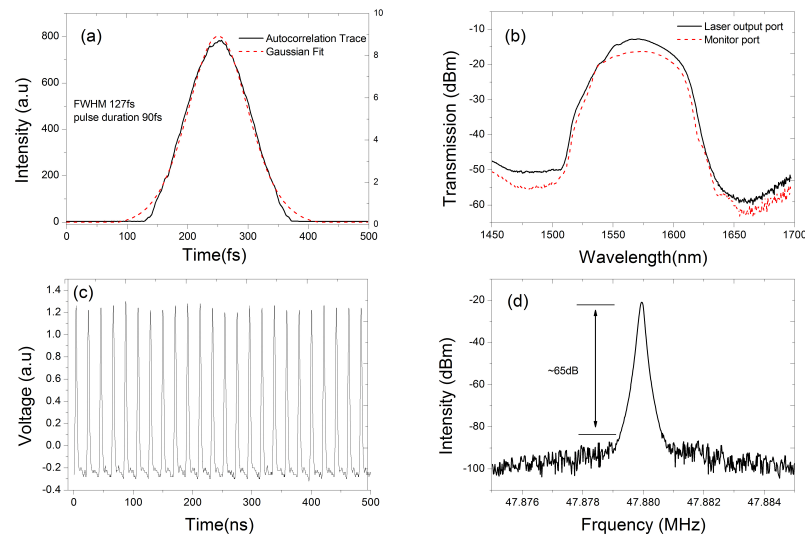 (a)
Autocorrelation Trace
Gaussian Fit
FWHM 127fs
pulse duration 90fs
Intensity (a.u)
800
600
400
200
0
10
8
6
4
2
0
0 100 200 300 400 500
Time(fs)
(b)
Laser output port
Monitor port
Transmission (dBm)
-10
-20
-30
-40
-50
-60
1450 1500 1550 1600 1650 1700
Wavelength(nm)
(c)
Voltage (a.u)
1.4
1.2
1.0
0.8
0.6
0.4
0.2
0.0
-0.2
-0.4
0 100 200 300 400 500
Time(ns)
(d)
~65dB
Intensity (dBm)
-20
-40
-60
-80
-100
47.876 47.878 47.880 47.882 47.884
Frquency (MHz)